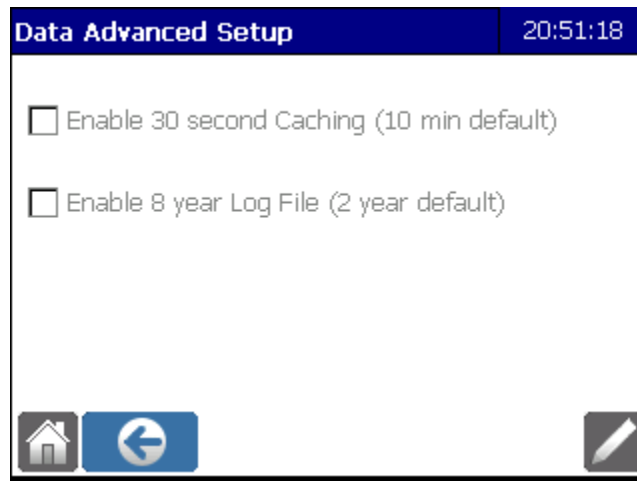 Data Advanced Setup 20:51:18
Enable 30 second Caching (10 min default)
Enable 8 year Log File (2 year default)